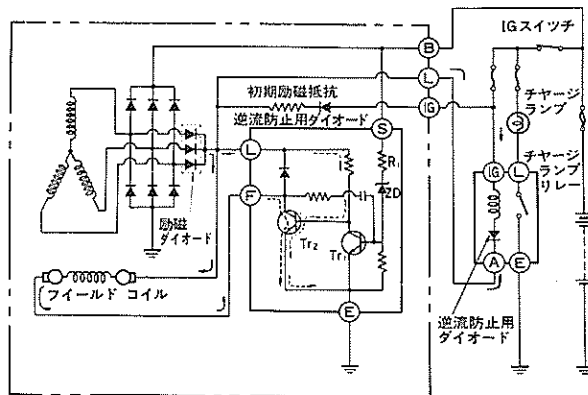 B
IGスイッチ
L
初期励磁抵抗
IG
チャージ
ランプ
逆流防止用ダイオード
S
L
R1
IG
L
チャージ
ランプ
リレー
F
ZD
励磁
ダイオード
Tr2
Tr1
フイールド コイル
A
E
E
逆流防止用
ダイオード